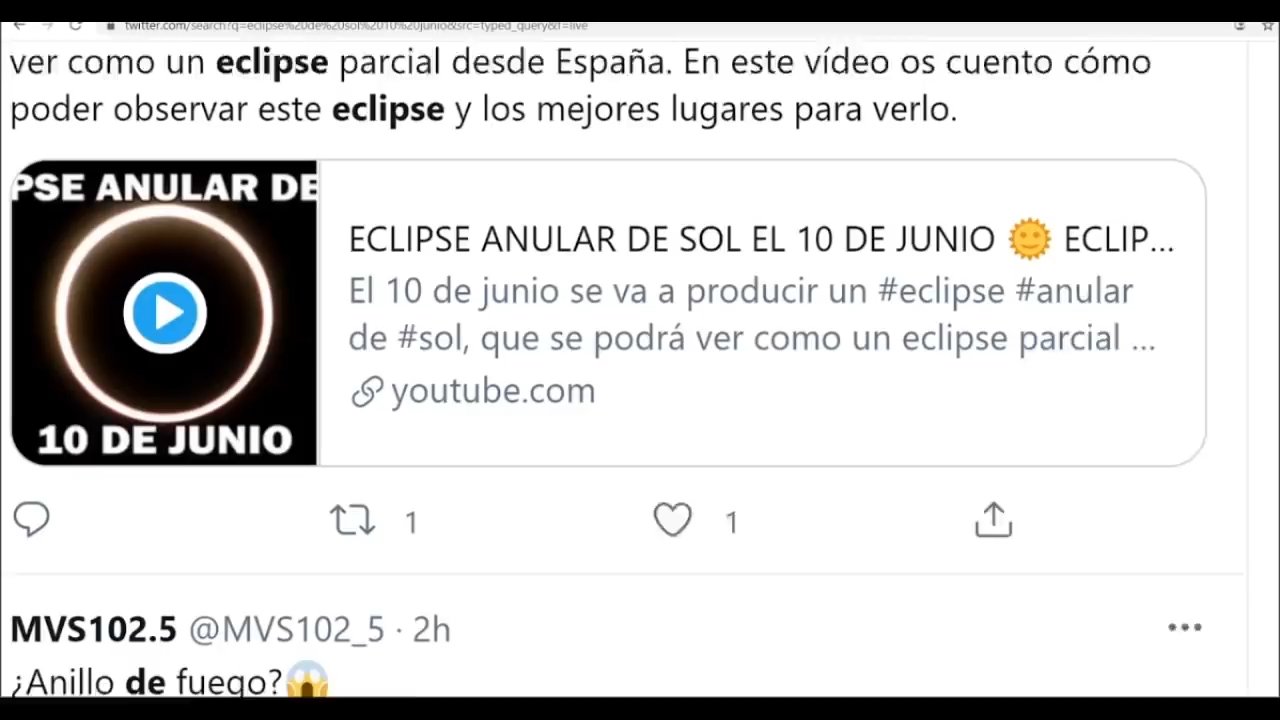 twitter.com/search?q=eclipse%20de%20sol%2010%20junio&src=typed_query&f=live
ver como un eclipse parcial desde España. En este vídeo os cuento cómo
poder observar este eclipse y los mejores lugares para verlo.
PSE ANULAR DE
10 DE JUNIO
ECLIPSE ANULAR DE SOL EL 10 DE JUNIO 🌞 ECLIP...
El 10 de junio se va a producir un #eclipse #anular
de #sol, que se podrá ver como un eclipse parcial ...
youtube.com
1
1
MVS102.5 @MVS102_5 · 2h
¿Anillo de fuego?😱